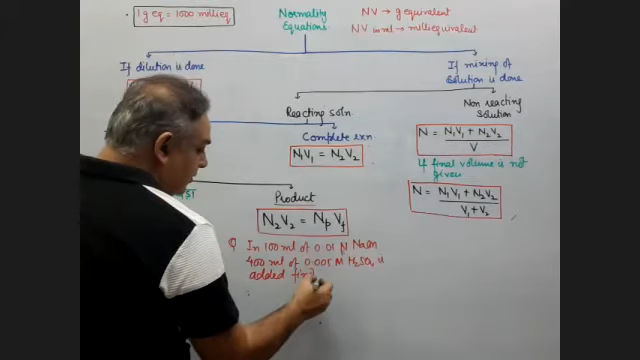 . 1 g eq = 1000 millieq
Normality
Equations
NV → g equivalent
NV in ml → milliequivalent
If dilution is done
If mixing of
Solution is done
Reacting soln.
Non reacting
Solution
Complete rxn.
N₁V₁ = N₂V₂
N = N₁V₁ + N₂V₂ / V
If final volume is not
given
N = N₁V₁ + N₂V₂ / V₁ + V₂
Product
N₂V₂ = NₚV_f
Q In 100 ml of 0.01 N NaOH
400 ml of 0.005 M H₂SO₄ is
added